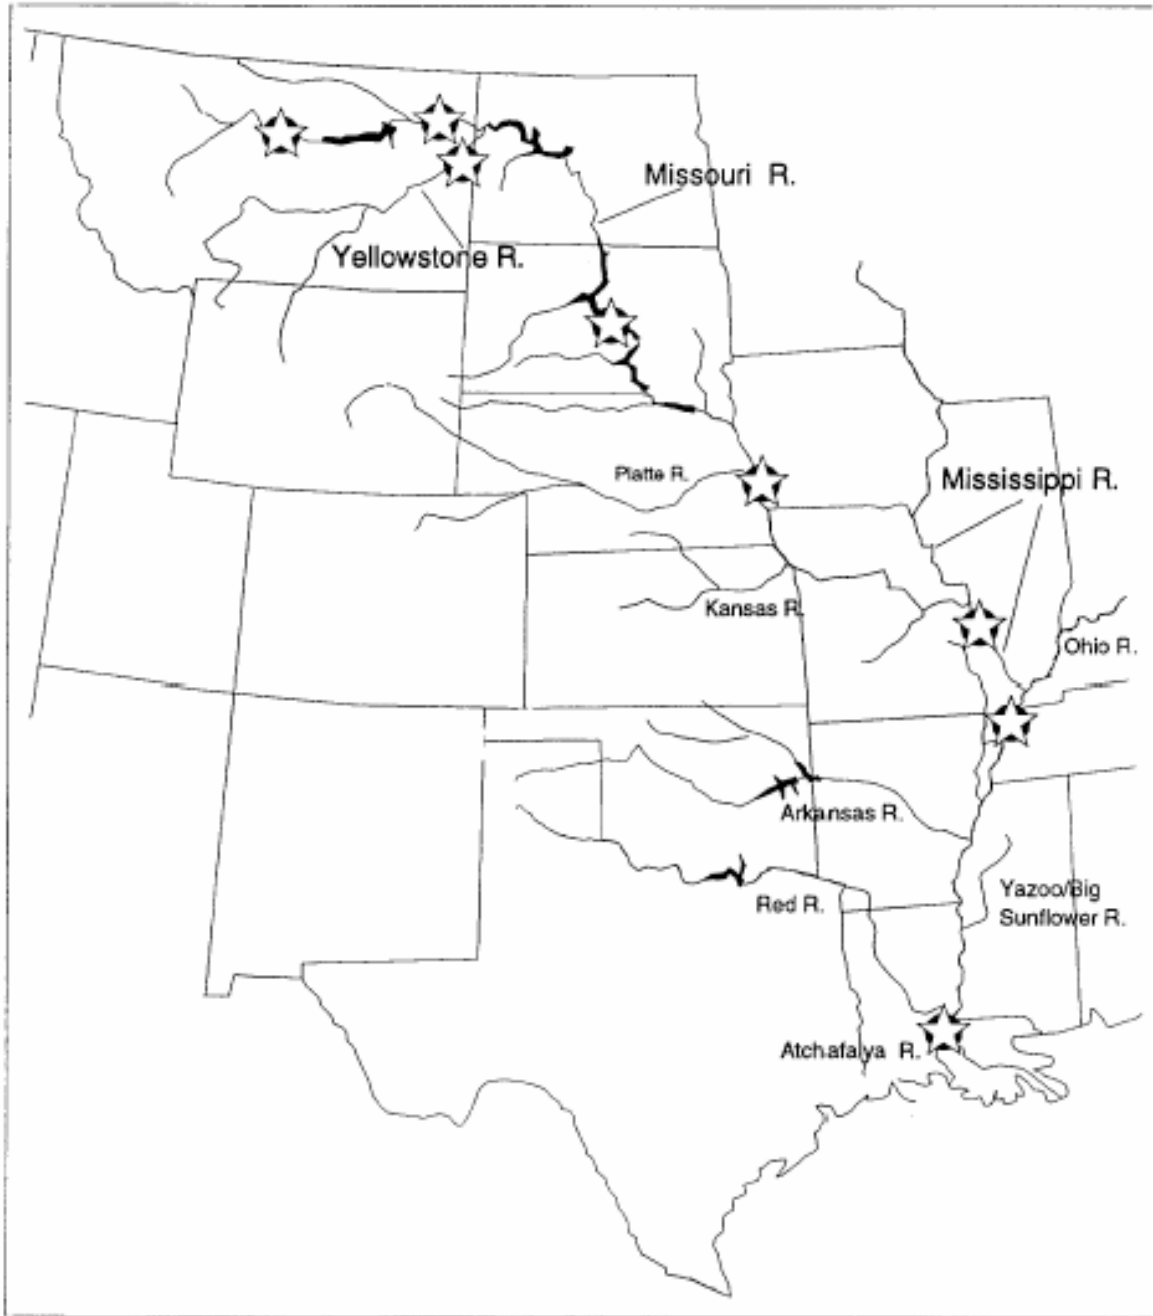 Missouri R.
Yellowstone R.
Platte R.
Mississippi R.
Kansas R.
Ohio R.
Arkansas R.
Yazoo/Big
Sunflower R.
Red R.
Atchafalya R.